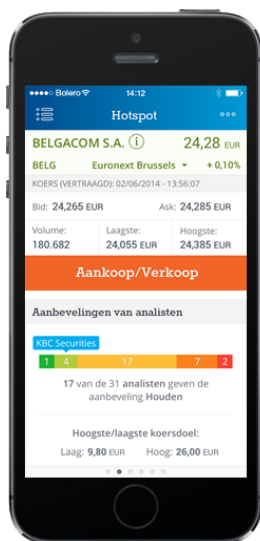 Bolero 14:12
Hotspot
BELGACOM S.A. i 24,28 EUR
BELG Euronext Brussels + 0,10%
KOERS (VERTRAAGD): 02/06/2014 - 13:56:07
Bid: 24,265 EUR Ask: 24,285 EUR
Volume: Laagste: Hoogste:
180.682 24,055 EUR 24,385 EUR
Aankoop/Verkoop
Aanbevelingen van analisten
KBC Securities
1 4 17 7 2
17 van de 31 analisten geven de
aanbeveling Houden
Hoogste/laagste koersdoel:
Laag: 9,80 EUR Hoog: 26,00 EUR